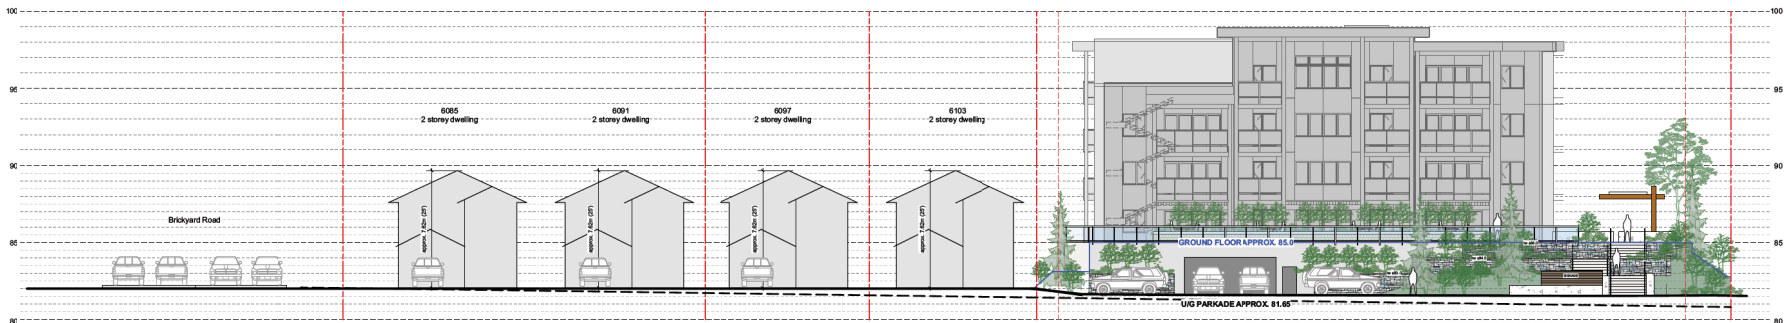 100
100
95
95
6085
2 storey dwelling
6091
2 storey dwelling
6097
2 storey dwelling
6103
2 storey dwelling
90
90
Brickyard Road
approx. 7.62m (25')
approx. 7.62m (25')
approx. 7.62m (25')
approx. 7.62m (25')
85
85
GROUND FLOOR APPROX. 85.0
SIGNAGE
U/G PARKADE APPROX. 81.65
80
80